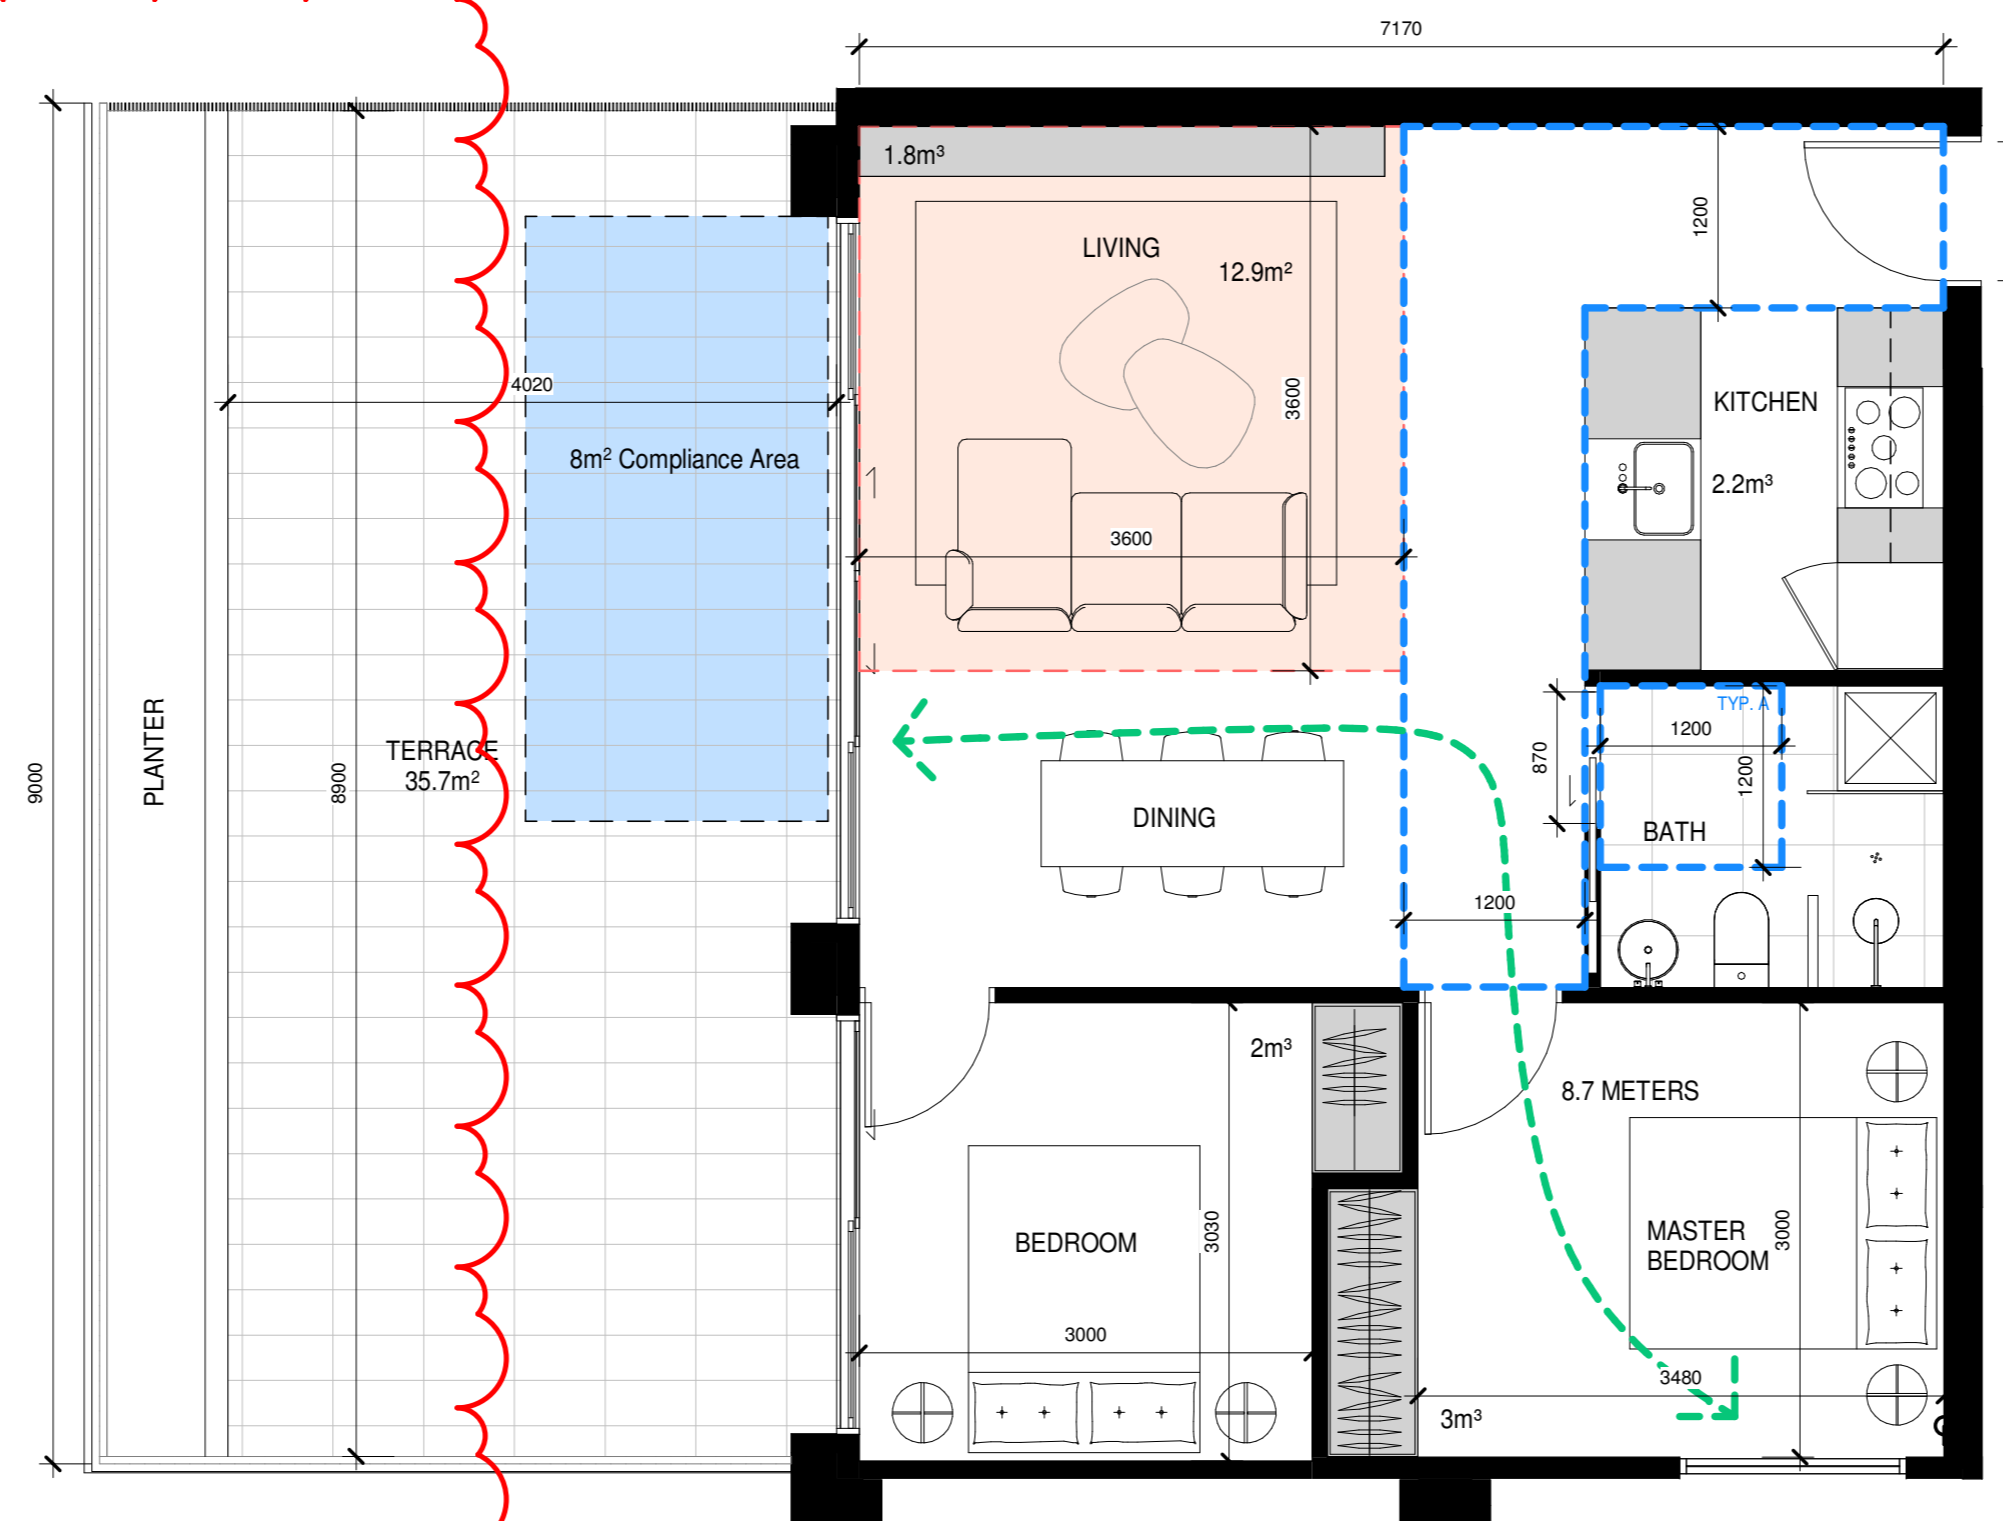 7170
1.8m³
LIVING
12.9m²
1200
4020
3600
KITCHEN
8m² Compliance Area
2.2m³
3600
TYP. A
1200
870
1200
PLANTER
TERRACE
35.7m²
9000
8900
DINING
BATH
1200
2m³
8.7 METERS
BEDROOM
3030
MASTER
BEDROOM
3000
3000
3480
3m³